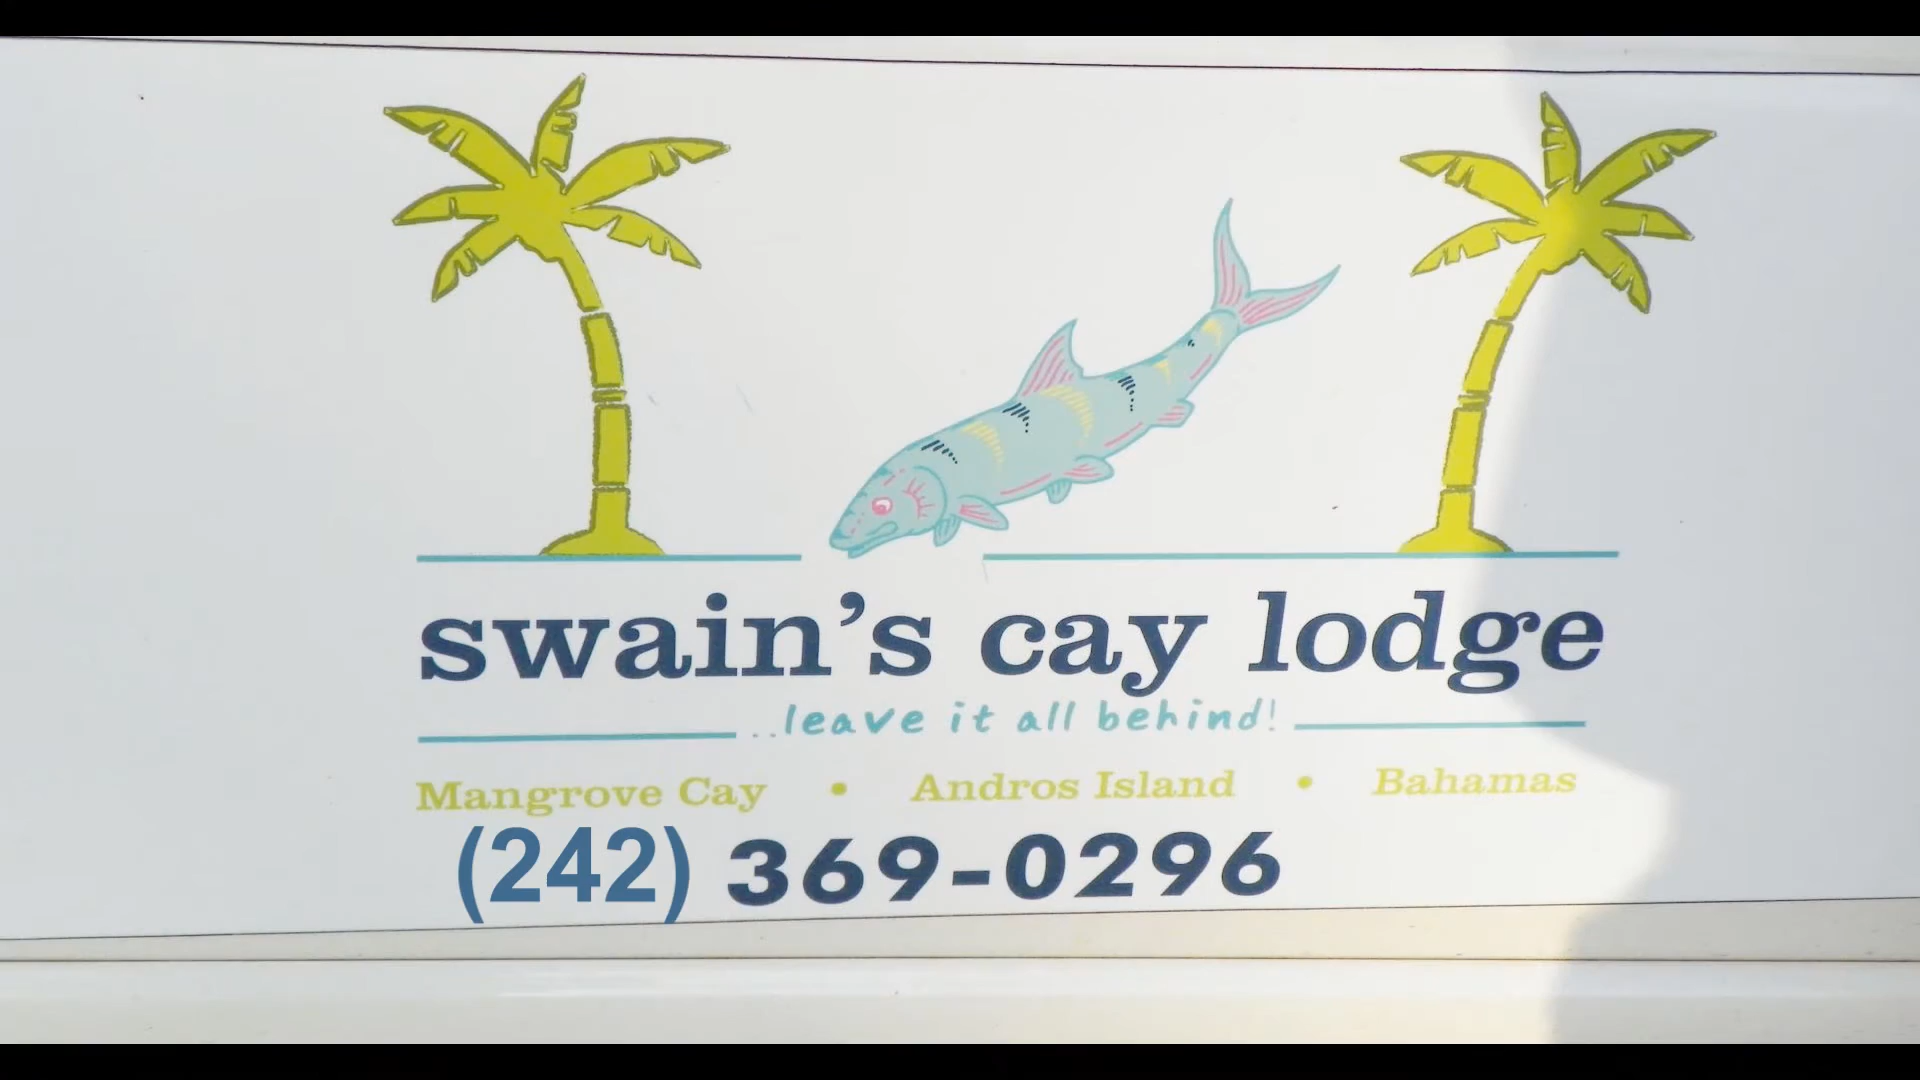 swain's cay lodge
..leave it all behind!
Mangrove Cay • Andros Island • Bahamas
(242) 369-0296